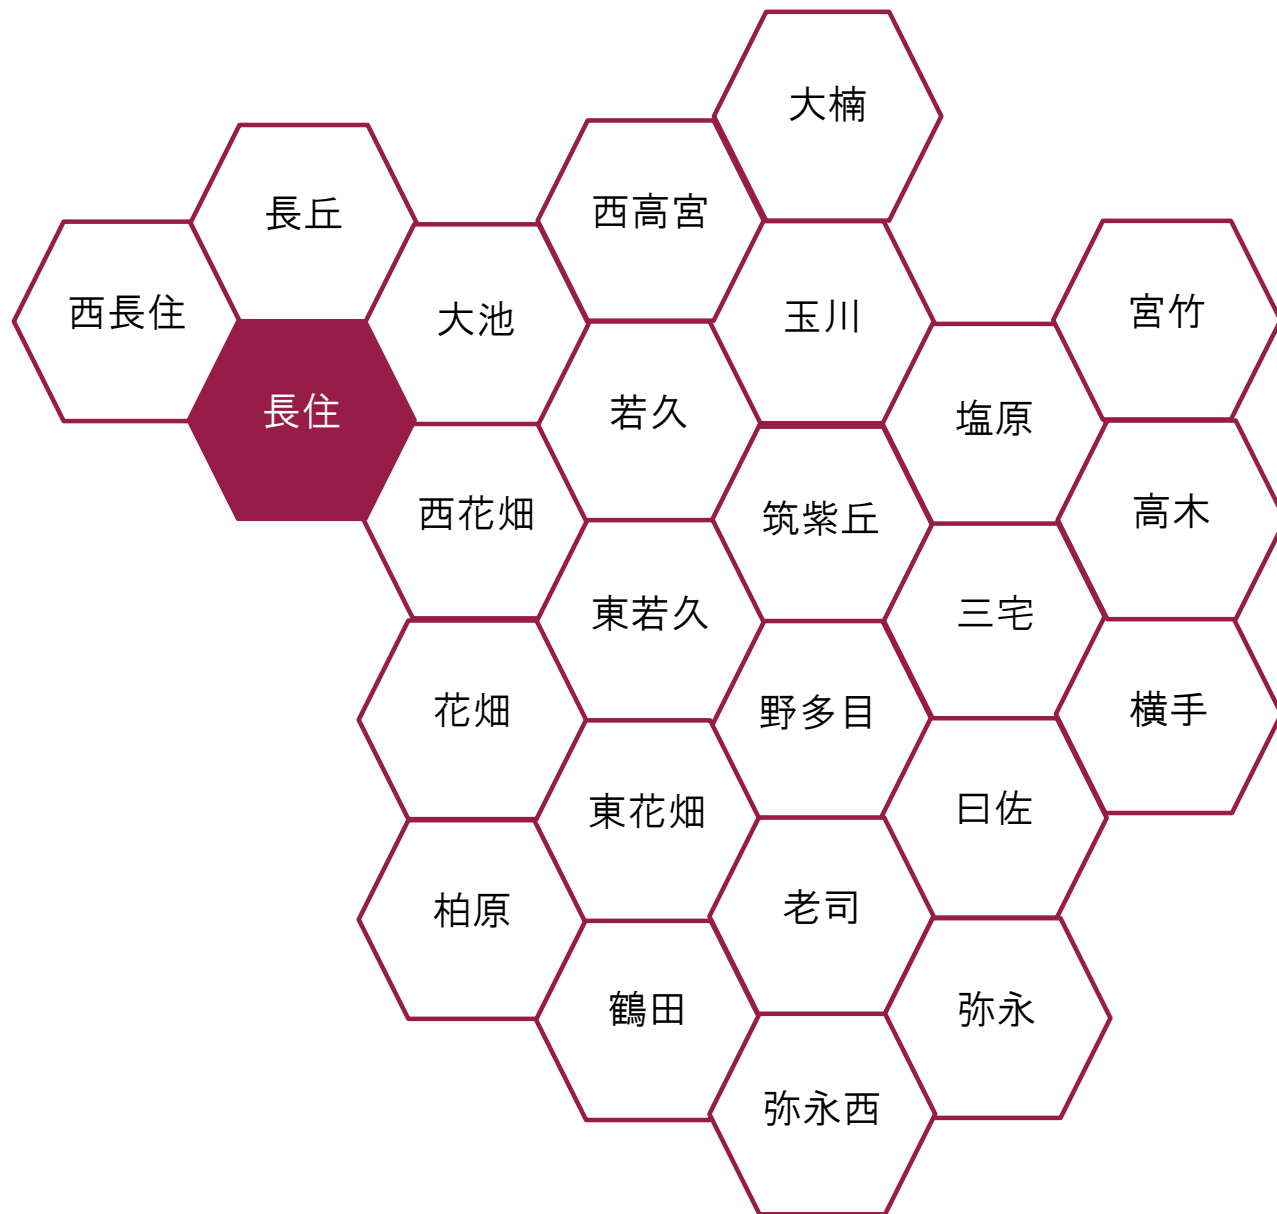 大楠
西高宮
長丘
西長住
大池
玉川
宮竹
長住
若久
塩原
西花畑
筑紫丘
高木
東若久
三宅
花畑
野多目
横手
東花畑
曰佐
柏原
老司
鶴田
弥永
弥永西